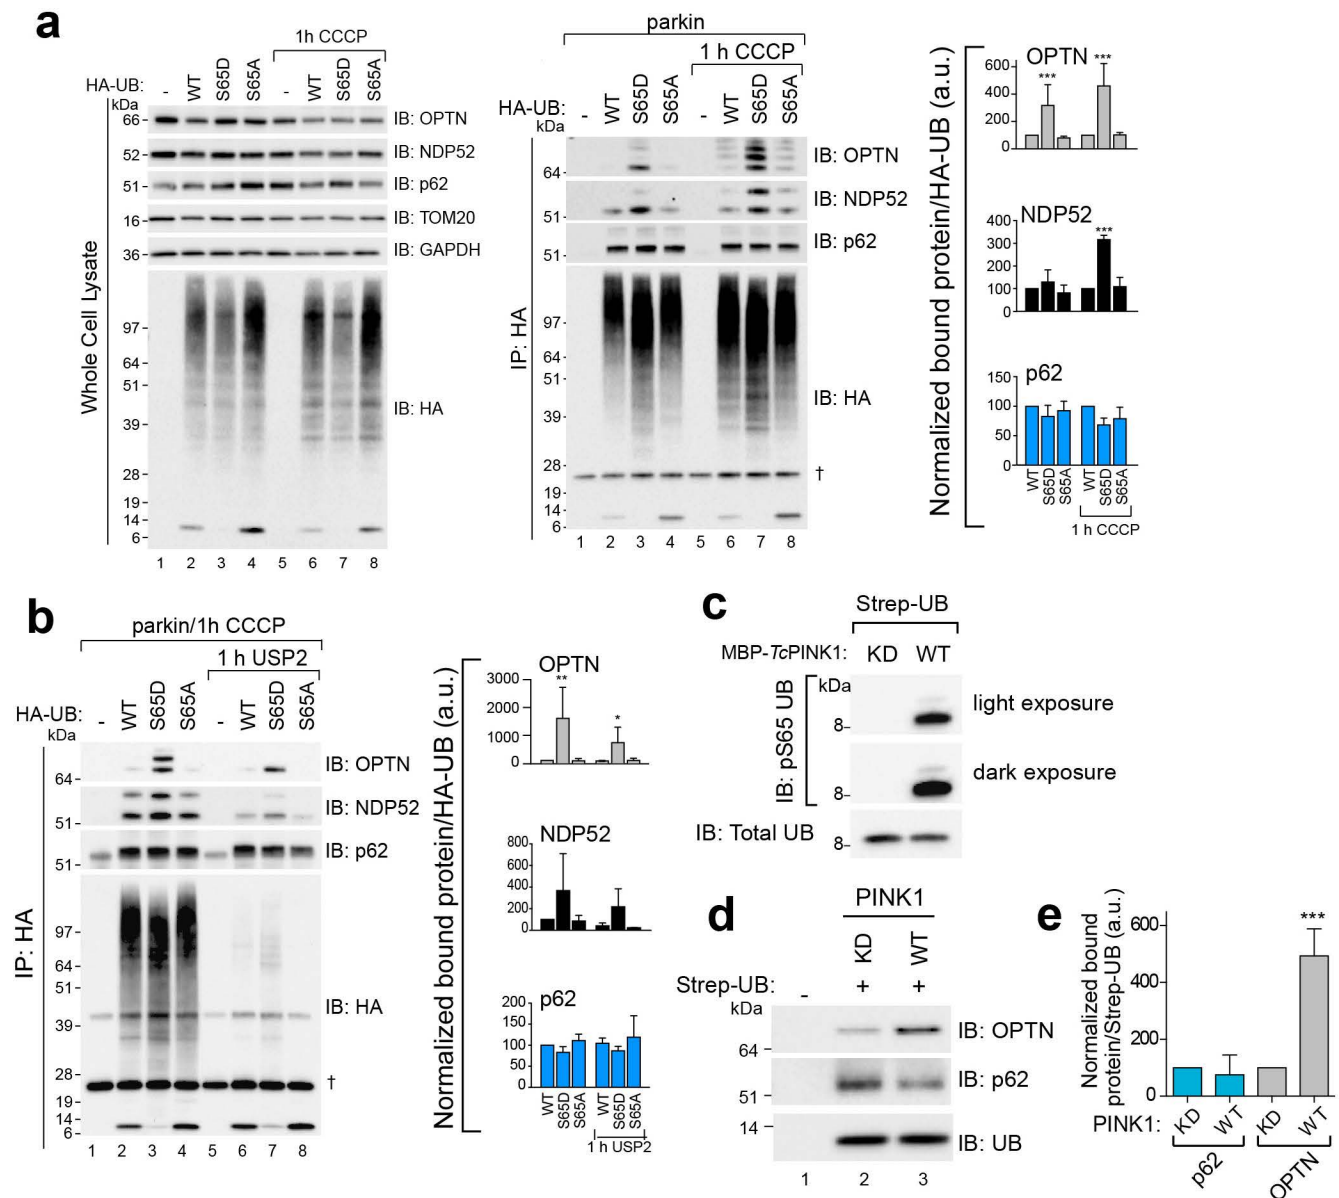 a
1h CCCP
HA-UB: - WT S65D S65A - WT S65D S65A
kDa
66 IB: OPTN
52 IB: NDP52
51 IB: p62
16 IB: TOM20
36 IB: GAPDH
Whole Cell Lysate
97
64
51
IB: HA
39
28
19
14
6
1 2 3 4 5 6 7 8
parkin
1 h CCCP
HA-UB: - WT S65D S65A - WT S65D S65A
kDa
IB: OPTN
64
IB: NDP52
51
IB: p62
51
IP: HA
97
64
51
IB: HA
39
28
†
19
14
6
1 2 3 4 5 6 7 8
Normalized bound protein/HA-UB (a.u.)
OPTN
600
400
200
0
*** ***
NDP52
400
300
200
100
0
***
p62
150
100
50
0
WT S65D S65A WT S65D S65A
1 h CCCP
b
parkin/1h CCCP
1 h USP2
HA-UB: - WT S65D S65A - WT S65D S65A
kDa
IB: OPTN
64
IB: NDP52
51
IB: p62
51
IP: HA
97
64
51
IB: HA
39
28
†
19
14
6
1 2 3 4 5 6 7 8
Normalized bound protein/HA-UB (a.u.)
OPTN
3000
2000
1000
0
** *
NDP52
800
600
400
200
0
p62
200
150
100
50
0
WT S65D S65A WT S65D S65A
1 h USP2
c
Strep-UB
MBP-TcPINK1: KD WT
kDa
IB: pS65 UB
8 light exposure
8 dark exposure
IB: Total UB 8
d
PINK1
KD WT
Strep-UB: - + +
kDa
IB: OPTN
64
IB: p62
51
14
IB: UB
1 2 3
e
Normalized bound
protein/Strep-UB (a.u.)
600
400
200
0
***
PINK1: KD WT KD WT
p62 OPTN